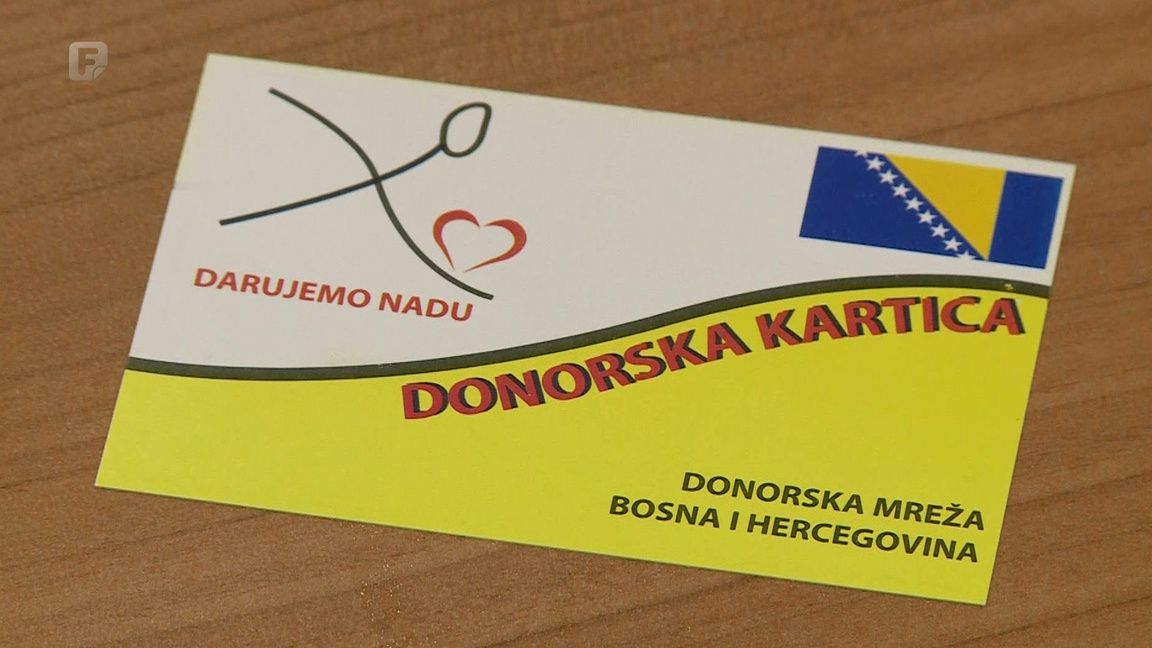 F
DARUJEMO NADU
DONORSKA KARTICA
DONORSKA MREŽA
BOSNA I HERCEGOVINA